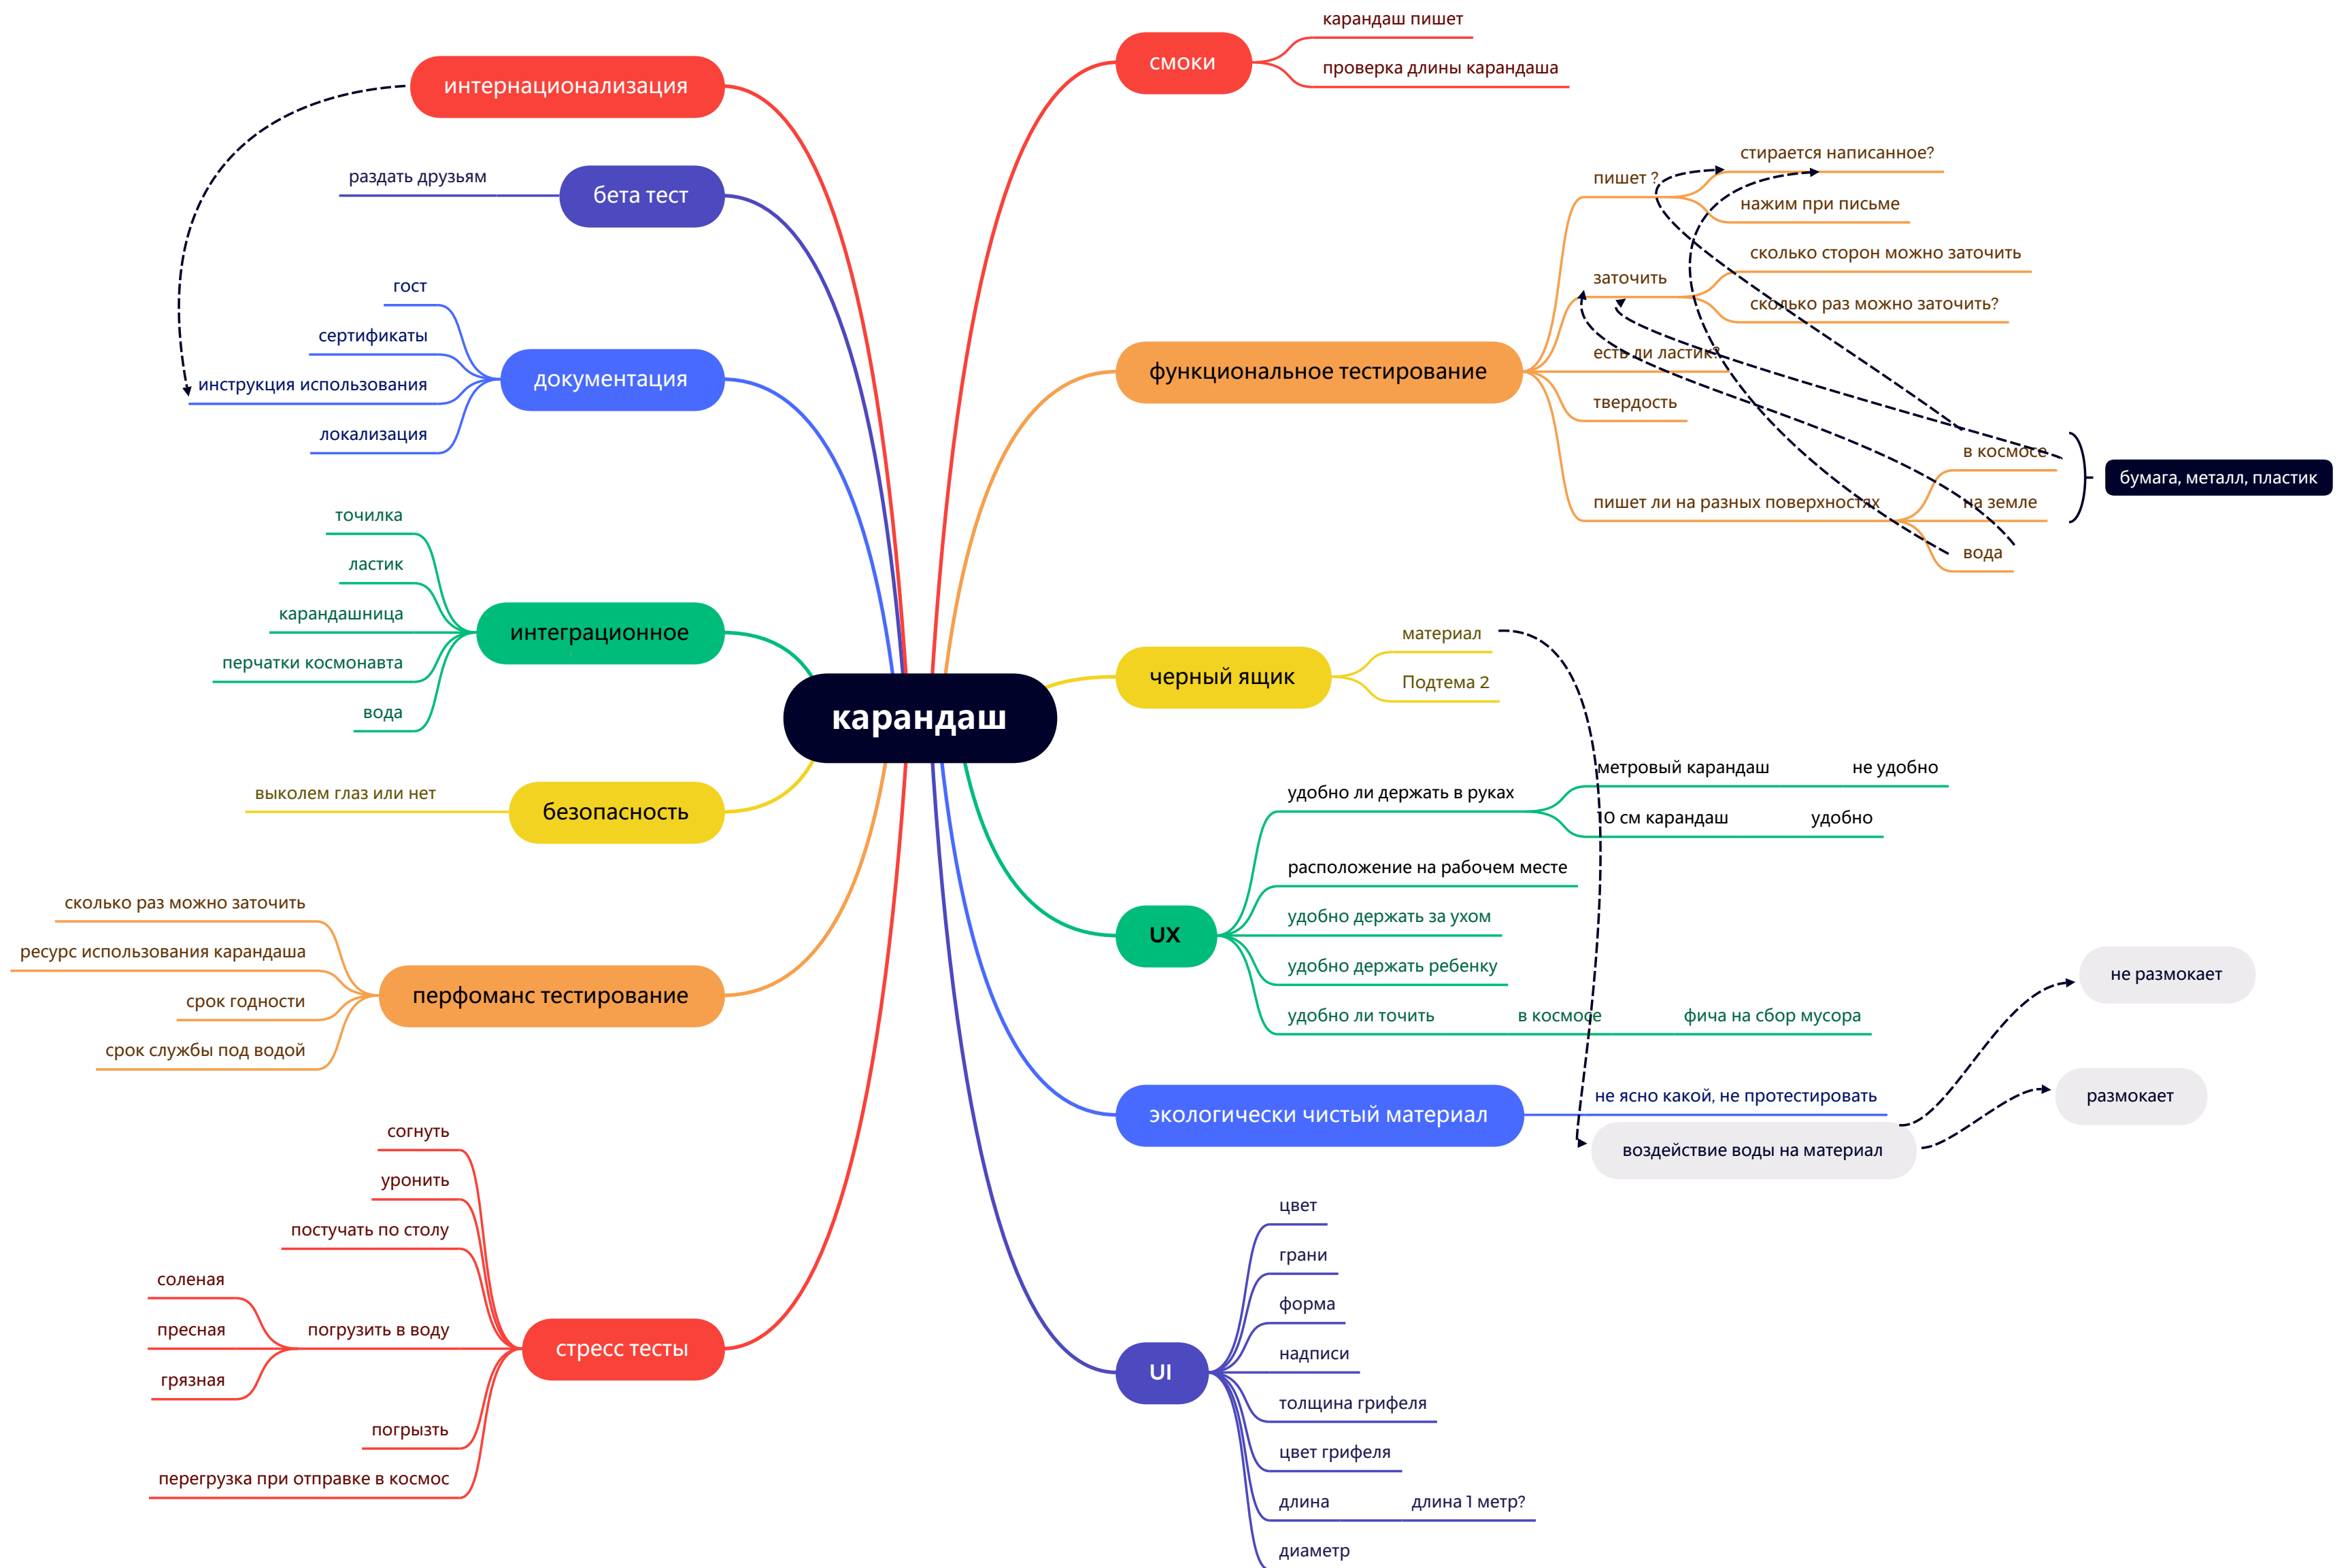 карандаш
смоки
карандаш пишет
проверка длины карандаша
функциональное тестирование
пишет ?
стирается написанное?
нажим при письме
заточить
сколько сторон можно заточить
сколько раз можно заточить?
есть ли ластик?
твердость
пишет ли на разных поверхностях
в космосе
на земле
вода
бумага, металл, пластик
черный ящик
материал
Подтема 2
UX
удобно ли держать в руках
метровый карандаш
не удобно
10 см карандаш
удобно
расположение на рабочем месте
удобно держать за ухом
удобно держать ребенку
удобно ли точить
в космосе
фича на сбор мусора
экологически чистый материал
не ясно какой, не протестировать
воздействие воды на материал
не размокает
размокает
UI
цвет
грани
форма
надписи
толщина грифеля
цвет грифеля
длина
длина 1 метр?
диаметр
интернационализация
бета тест
раздать друзьям
документация
гост
сертификаты
инструкция использования
локализация
интеграционное
точилка
ластик
карандашница
перчатки космонавта
вода
безопасность
выколем глаз или нет
перфоманс тестирование
сколько раз можно заточить
ресурс использования карандаша
срок годности
срок службы под водой
стресс тесты
согнуть
уронить
постучать по столу
погрузить в воду
соленая
пресная
грязная
погрызть
перегрузка при отправке в космос